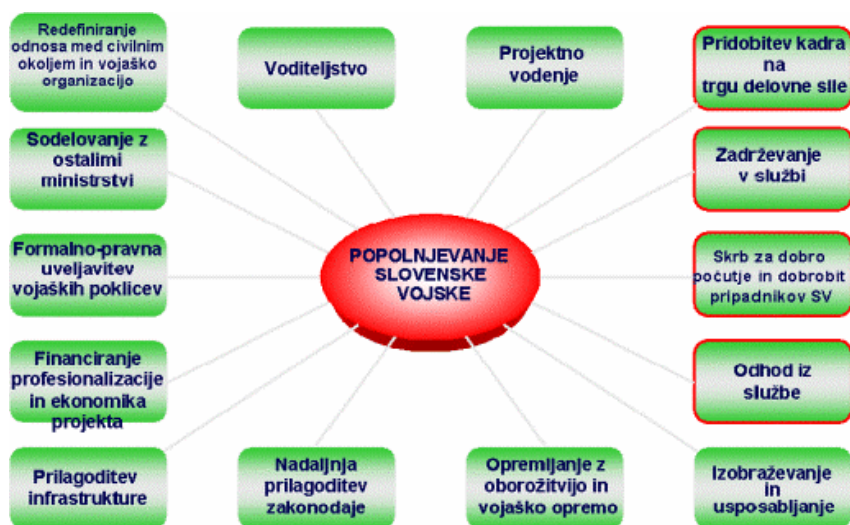 Redefiniranje
odnosa med civilnim
okoljem in vojaško
organizacijo
Voditeljstvo
Projektno
vodenje
Pridobitev kadra
na
trgu delovne sile
Sodelovanje z
ostalimi
ministrstvi
Zadrževanje
v službi
Formalno-pravna
uveljavitev
vojaških poklicev
POPOLNJEVANJE
SLOVENSKE
VOJSKE
Skrb za dobro
počutje in dobrobit
pripadnikov SV
Financiranje
profesionalizacije
in ekonomika
projekta
Odhod iz
službe
Prilagoditev
infrastrukture
Nadaljnja
prilagoditev
zakonodaje
Opremljanje z
oborožitvijo in
vojaško opremo
Izobraževanje
in
usposabljanje